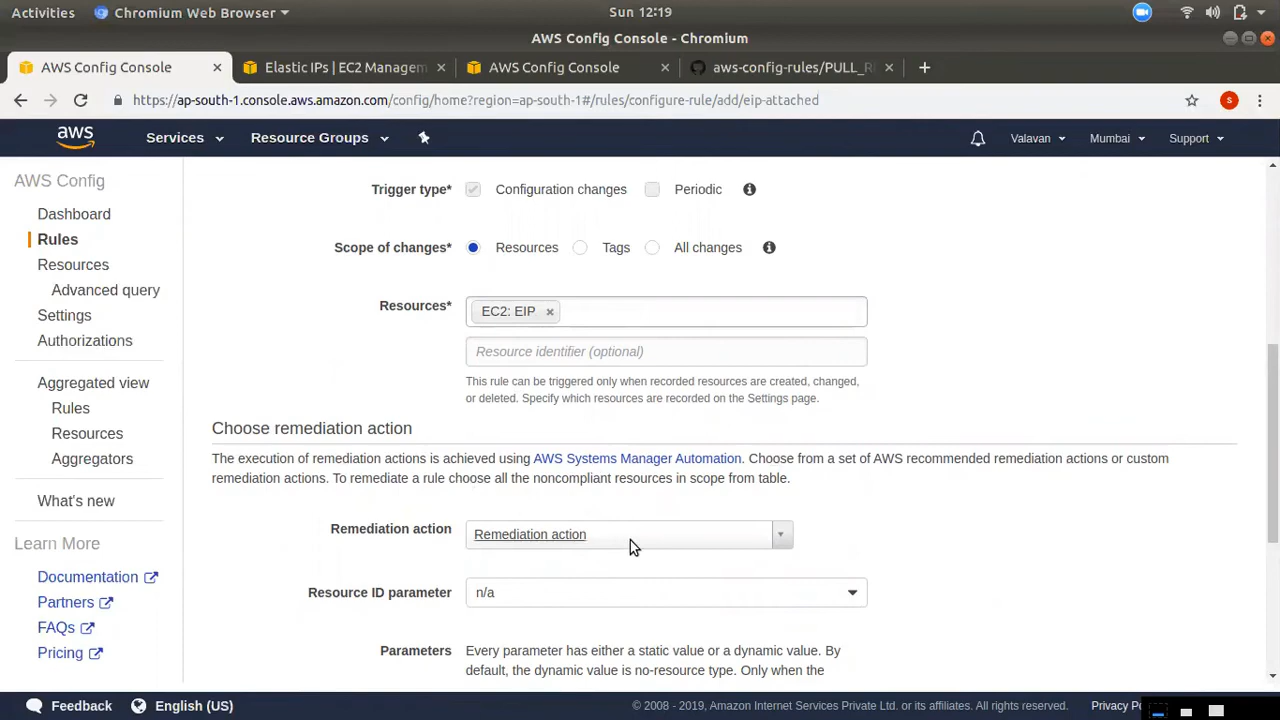 Activities
Chromium Web Browser
Sun 12:19
AWS Config Console - Chromium
AWS Config Console
Elastic IPs | EC2 Managem
AWS Config Console
aws-config-rules/PULL_R
https://ap-south-1.console.aws.amazon.com/config/home?region=ap-south-1#/rules/configure-rule/add/eip-attached
S
aws
Services
Resource Groups
Valavan
Mumbai
Support
AWS Config
Dashboard
Rules
Resources
Advanced query
Settings
Authorizations
Aggregated view
Rules
Resources
Aggregators
What's new
Learn More
Documentation
Partners
FAQs
Pricing
Trigger type* Configuration changes Periodic
Scope of changes* Resources Tags All changes
Resources* EC2: EIP ×
Resource identifier (optional)
This rule can be triggered only when recorded resources are created, changed,
or deleted. Specify which resources are recorded on the Settings page.
Choose remediation action
The execution of remediation actions is achieved using AWS Systems Manager Automation. Choose from a set of AWS recommended remediation actions or custom
remediation actions. To remediate a rule choose all the noncompliant resources in scope from table.
Remediation action Remediation action
Resource ID parameter n/a
Parameters Every parameter has either a static value or a dynamic value. By
default, the dynamic value is no-resource type. Only when the
Feedback
English (US)
© 2008 - 2019, Amazon Internet Services Private Ltd. or its affiliates. All rights reserved.
Privacy Po